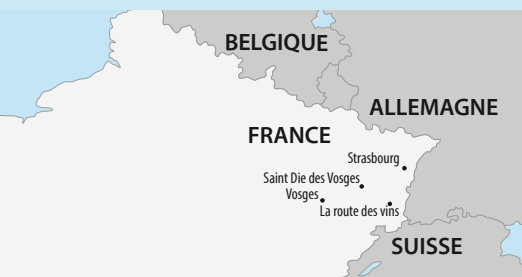 BELGIQUE
ALLEMAGNE
FRANCE
Strasbourg
Saint Die des Vosges
Vosges
La route des vins
SUISSE